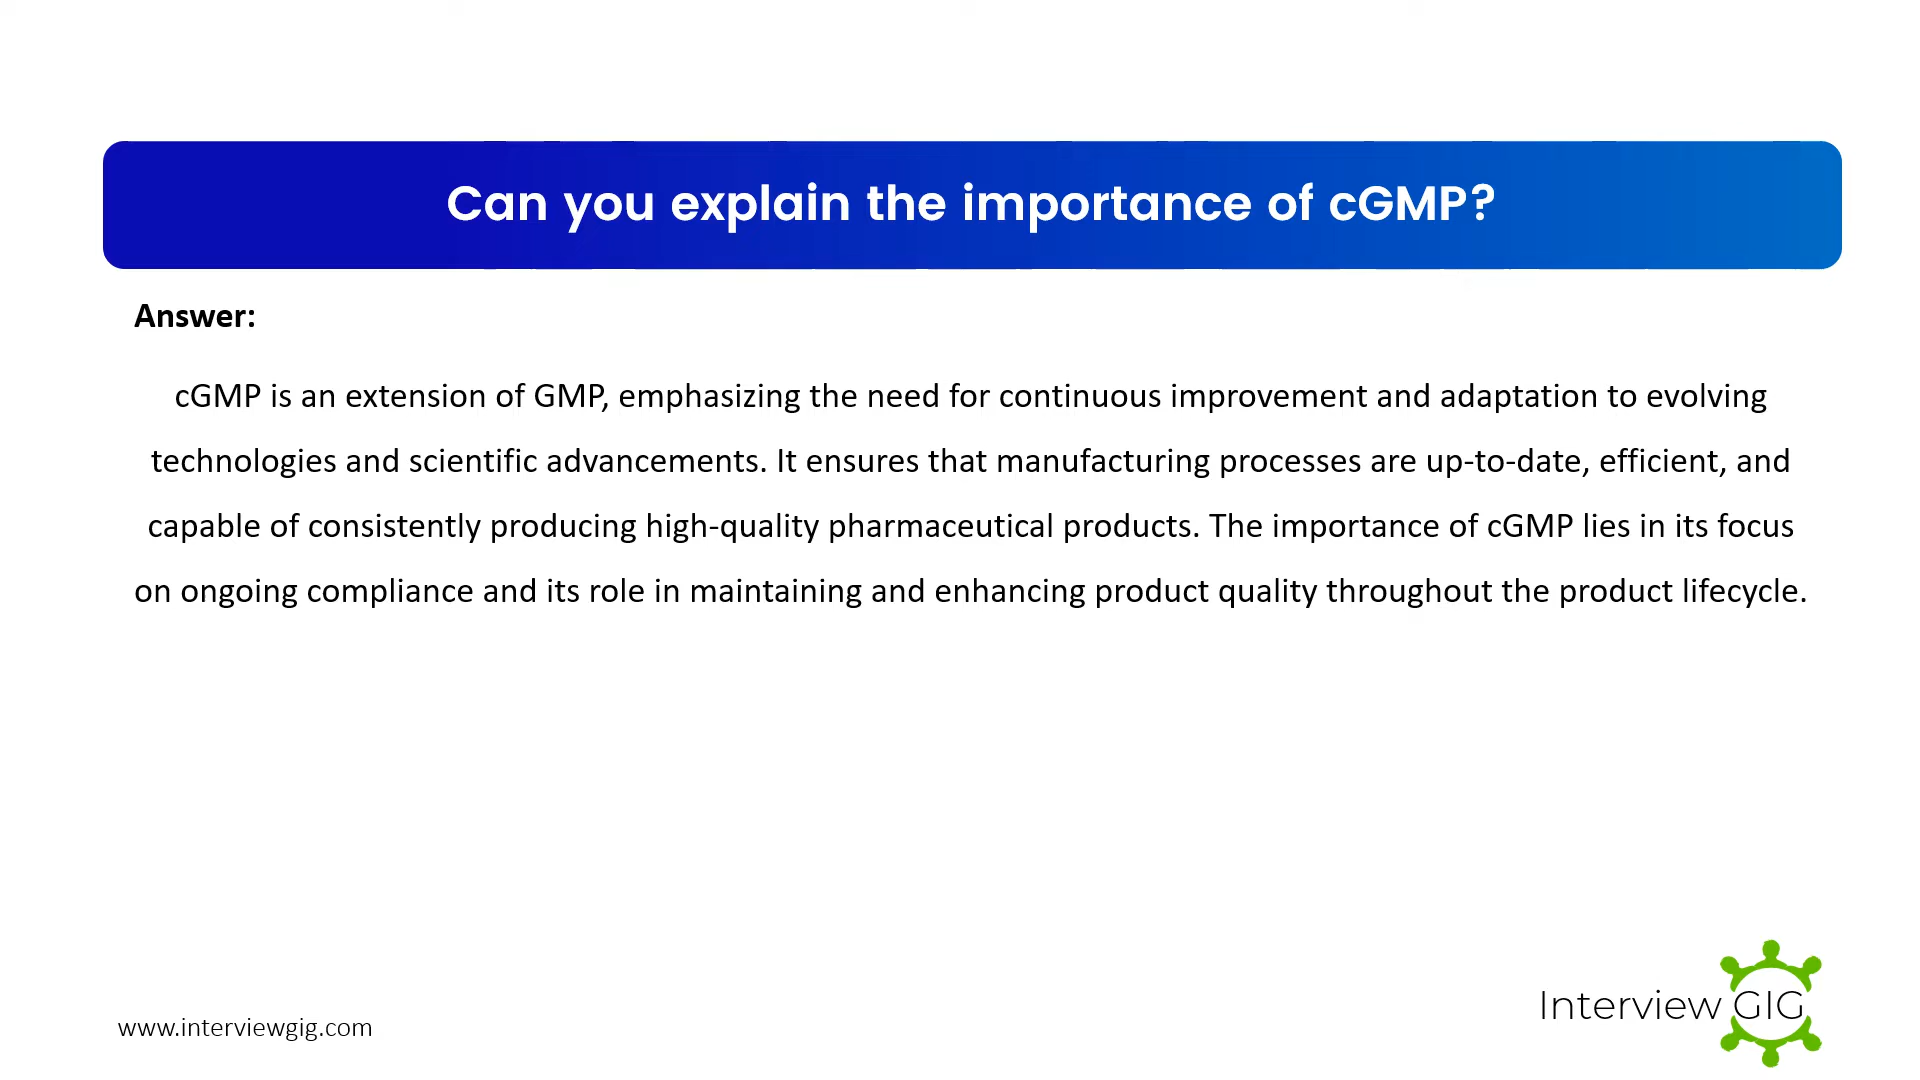 Can you explain the importance of cGMP?
Answer:
cGMP is an extension of GMP, emphasizing the need for continuous improvement and adaptation to evolving
technologies and scientific advancements. It ensures that manufacturing processes are up-to-date, efficient, and
capable of consistently producing high-quality pharmaceutical products. The importance of cGMP lies in its focus
on ongoing compliance and its role in maintaining and enhancing product quality throughout the product lifecycle.
Interview GIG
www.interviewgig.com